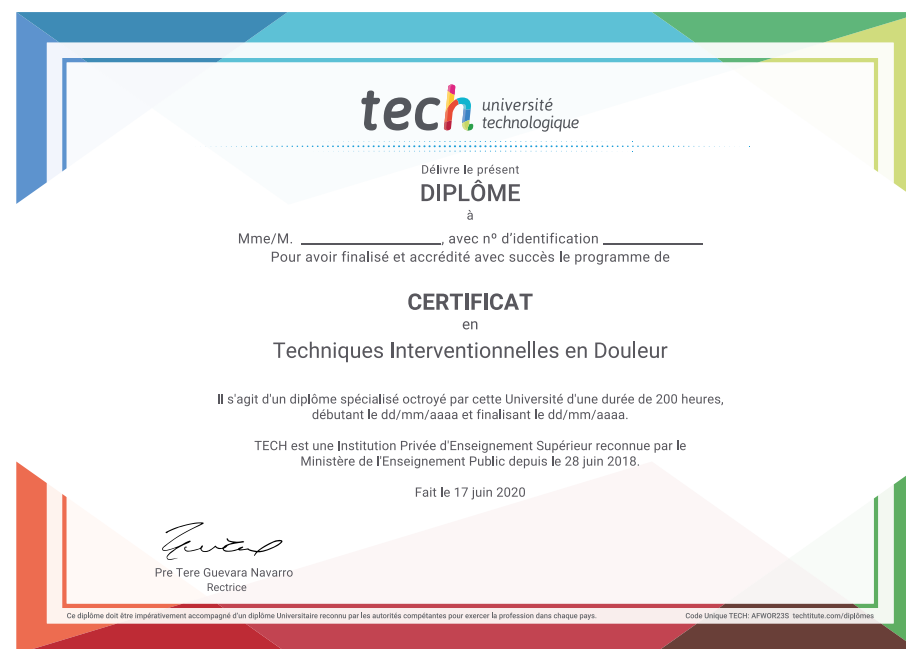 tech université
technologique
Délivre le présent
DIPLÔME
à
Mme/M. ____________________, avec nº d'identification ______________
Pour avoir finalisé et accrédité avec succès le programme de
CERTIFICAT
en
Techniques Interventionnelles en Douleur
Il s'agit d'un diplôme spécialisé octroyé par cette Université d'une durée de 200 heures,
débutant le dd/mm/aaaa et finalisant le dd/mm/aaaa.
TECH est une Institution Privée d'Enseignement Supérieur reconnue par le
Ministère de l'Enseignement Public depuis le 28 juin 2018.
Fait le 17 juin 2020
Pre Tere Guevara Navarro
Rectrice
Ce diplôme doit être impérativement accompagné d'un diplôme Universitaire reconnu par les autorités compétantes pour exercer la profession dans chaque pays.
Code Unique TECH: AFWOR23S techtitute.com/diplômes